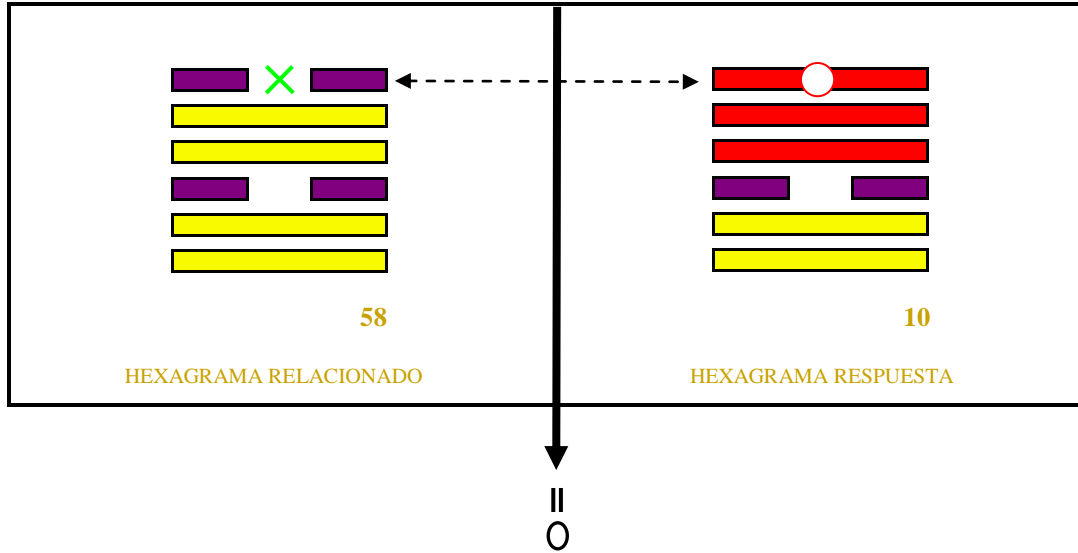 58
10
HEXAGRAMA RELACIONADO
HEXAGRAMA RESPUESTA
=
O